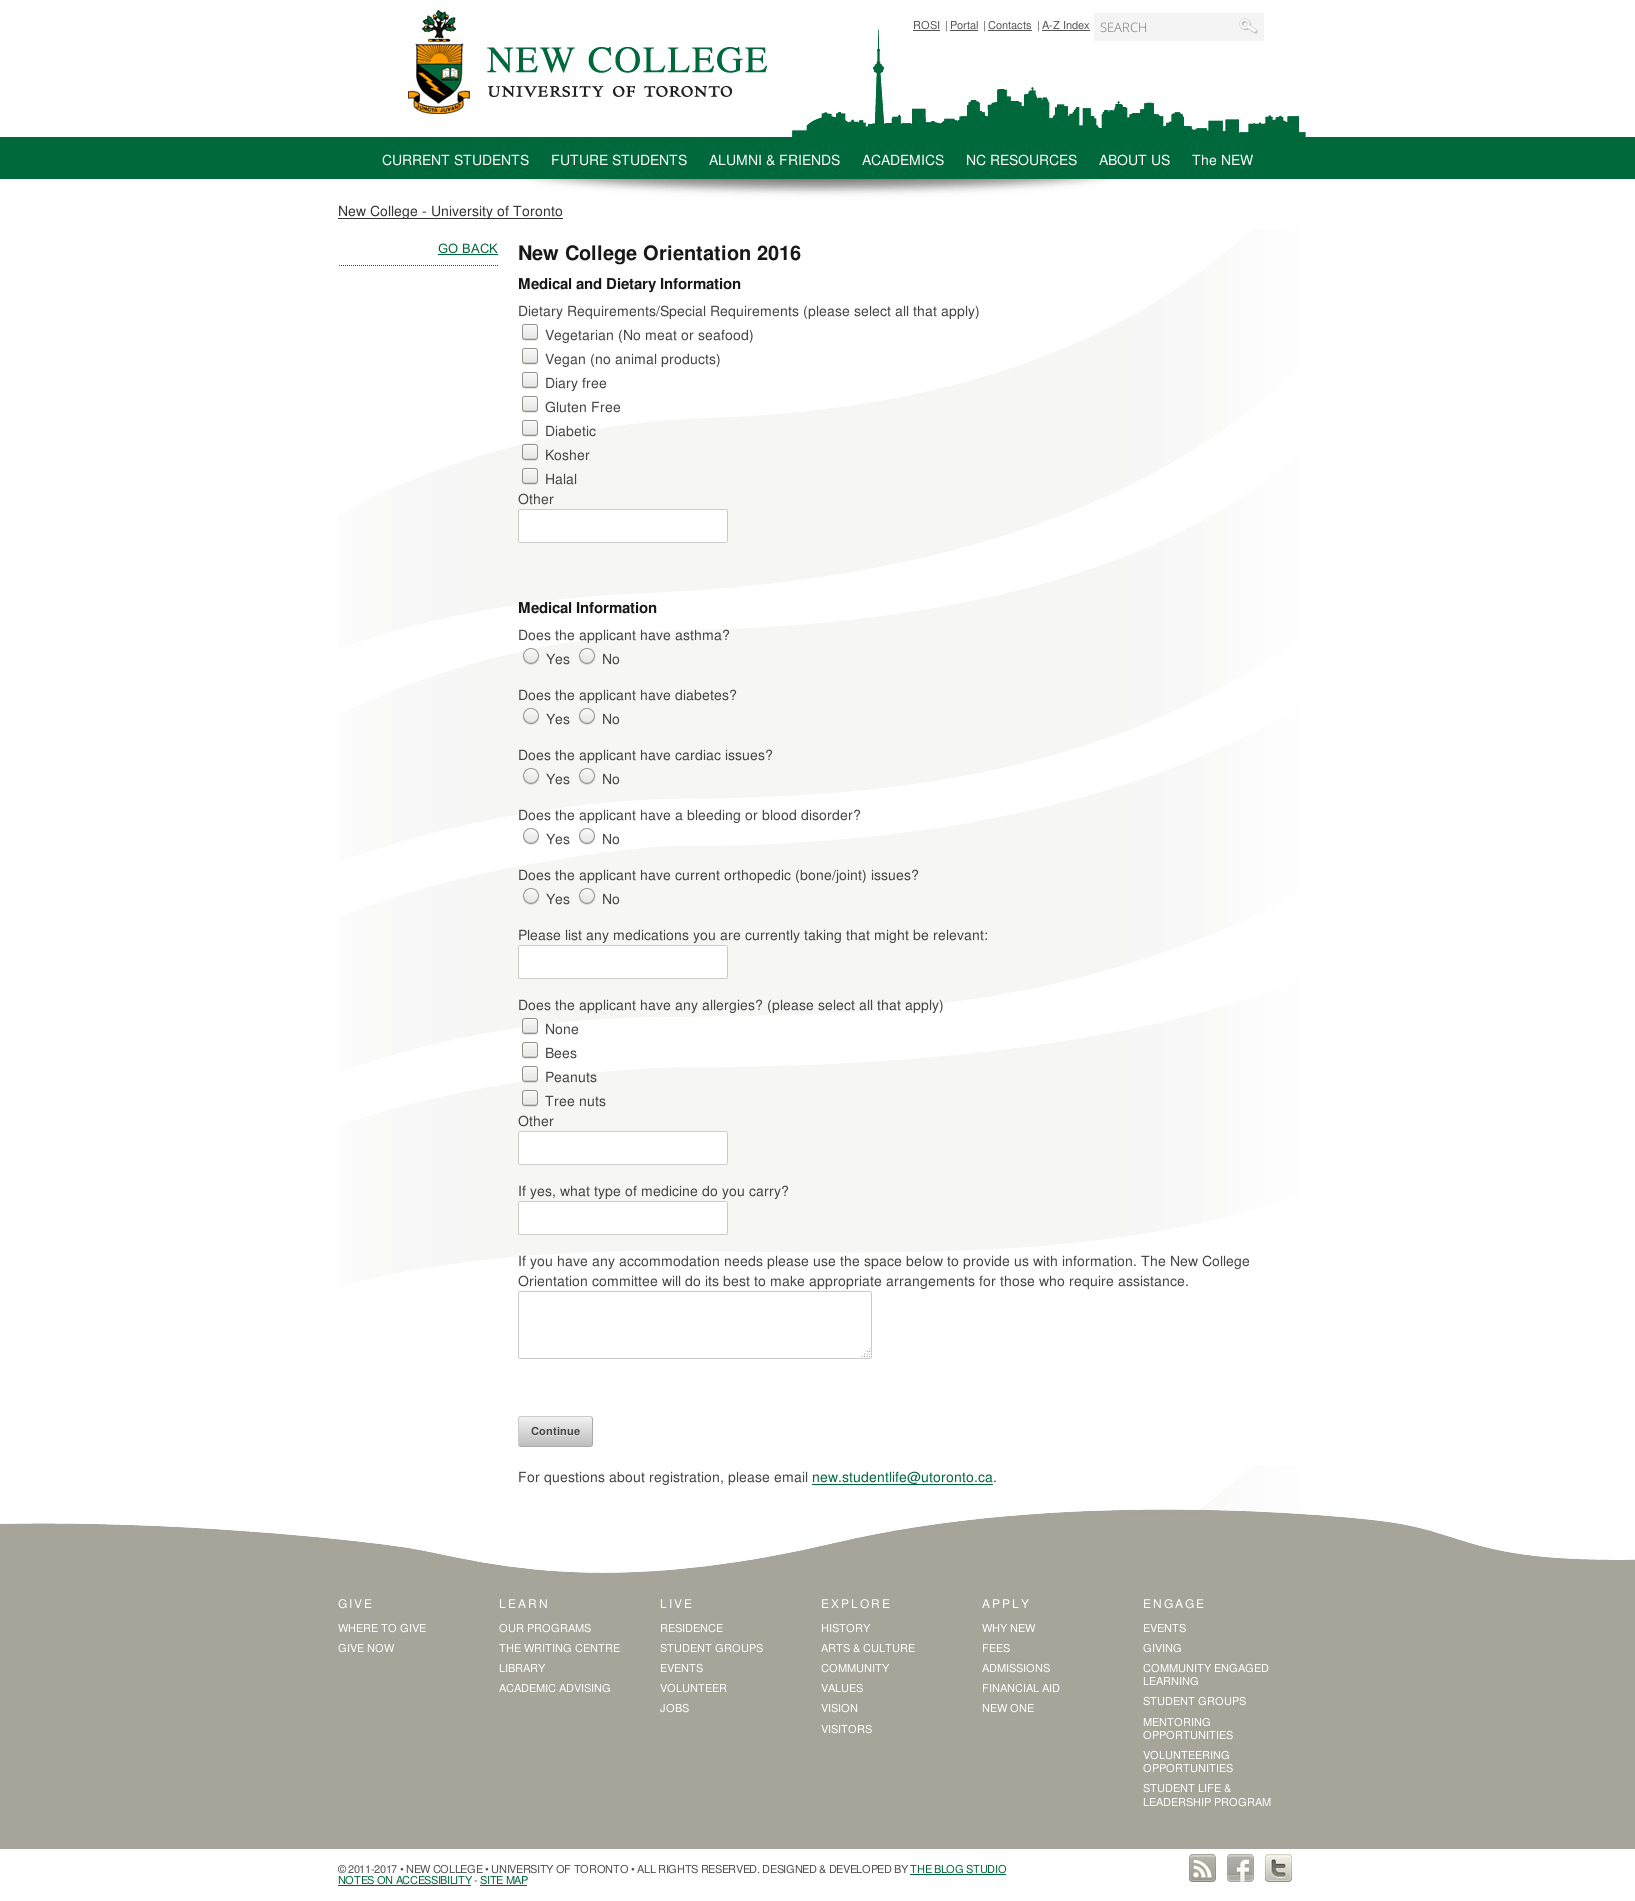 NEW COLLEGE
UNIVERSITY OF TORONTO
ROSI | Portal | Contacts | A-Z Index
SEARCH
CURRENT STUDENTS FUTURE STUDENTS ALUMNI & FRIENDS ACADEMICS NC RESOURCES ABOUT US The NEW
New College - University of Toronto
GO BACK
New College Orientation 2016
Medical and Dietary Information
Dietary Requirements/Special Requirements (please select all that apply)
Vegetarian (No meat or seafood)
Vegan (no animal products)
Diary free
Gluten Free
Diabetic
Kosher
Halal
Other
Medical Information
Does the applicant have asthma?
Yes No
Does the applicant have diabetes?
Yes No
Does the applicant have cardiac issues?
Yes No
Does the applicant have a bleeding or blood disorder?
Yes No
Does the applicant have current orthopedic (bone/joint) issues?
Yes No
Please list any medications you are currently taking that might be relevant:
Does the applicant have any allergies? (please select all that apply)
None
Bees
Peanuts
Tree nuts
Other
If yes, what type of medicine do you carry?
If you have any accommodation needs please use the space below to provide us with information. The New College
Orientation committee will do its best to make appropriate arrangements for those who require assistance.
Continue
For questions about registration, please email new.studentlife@utoronto.ca.
GIVE
WHERE TO GIVE
GIVE NOW
LEARN
OUR PROGRAMS
THE WRITING CENTRE
LIBRARY
ACADEMIC ADVISING
LIVE
RESIDENCE
STUDENT GROUPS
EVENTS
VOLUNTEER
JOBS
EXPLORE
HISTORY
ARTS & CULTURE
COMMUNITY
VALUES
VISION
VISITORS
APPLY
WHY NEW
FEES
ADMISSIONS
FINANCIAL AID
NEW ONE
ENGAGE
EVENTS
GIVING
COMMUNITY ENGAGED
LEARNING
STUDENT GROUPS
MENTORING
OPPORTUNITIES
VOLUNTEERING
OPPORTUNITIES
STUDENT LIFE &
LEADERSHIP PROGRAM
© 2011-2017 • NEW COLLEGE • UNIVERSITY OF TORONTO • ALL RIGHTS RESERVED. DESIGNED & DEVELOPED BY THE BLOG STUDIO
NOTES ON ACCESSIBILITY - SITE MAP